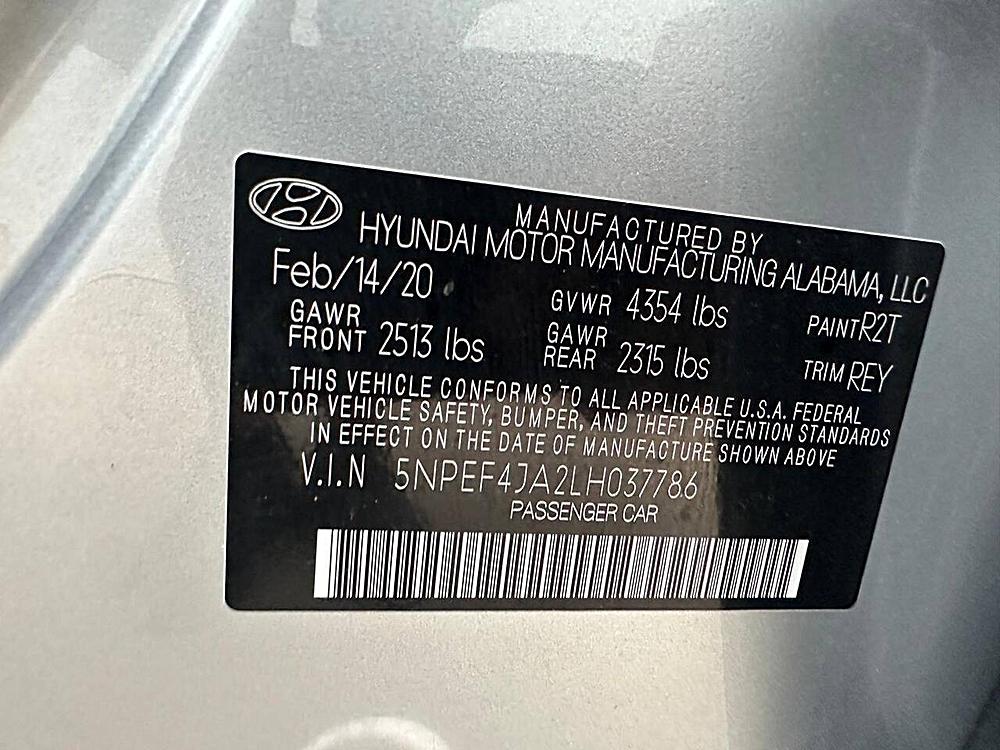 MANUFACTURED BY
HYUNDAI MOTOR MANUFACTURING ALABAMA, LLC
Feb/14/20 GVWR 4354 lbs PAINT R2T
GAWR FRONT 2513 lbs GAWR REAR 2315 lbs TRIM REY
THIS VEHICLE CONFORMS TO ALL APPLICABLE U.S.A. FEDERAL
MOTOR VEHICLE SAFETY, BUMPER, AND THEFT PREVENTION STANDARDS
IN EFFECT ON THE DATE OF MANUFACTURE SHOWN ABOVE
V.I.N 5NPEF4JA2LH037786
PASSENGER CAR